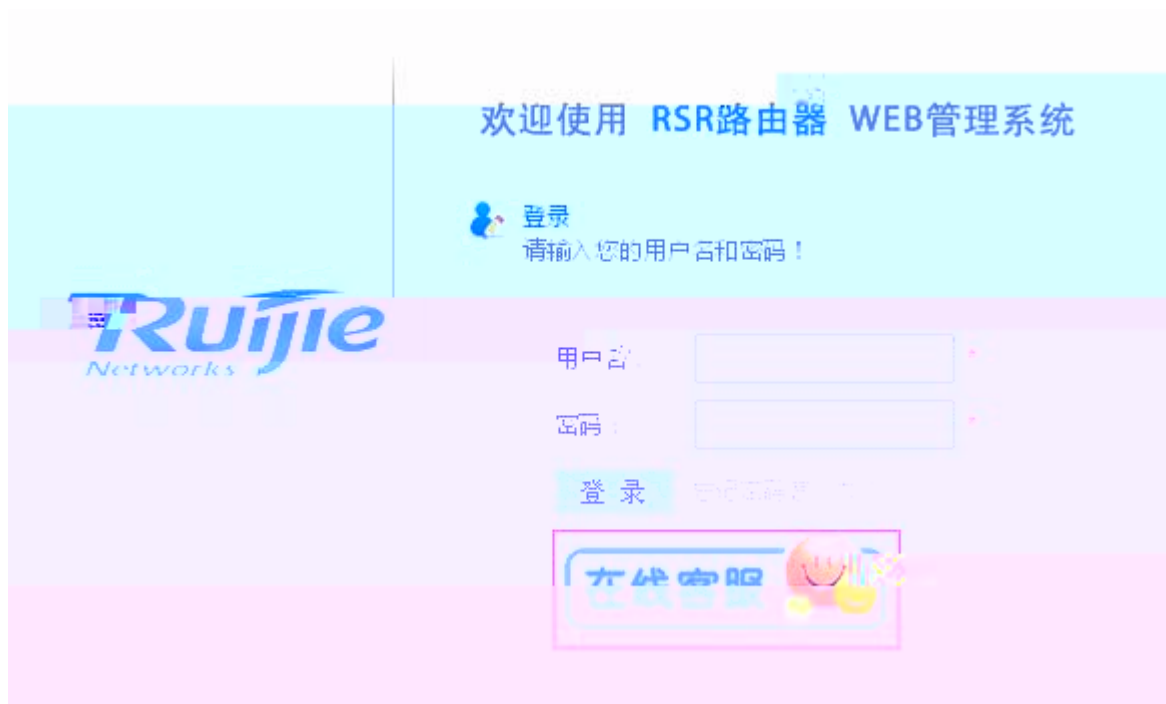 欢迎使用 RSR路由器 WEB管理系统
登录
请输入您的用户名和密码！
Ruijie
Networks
用户名：
*
密码：
*
登 录
在线客服